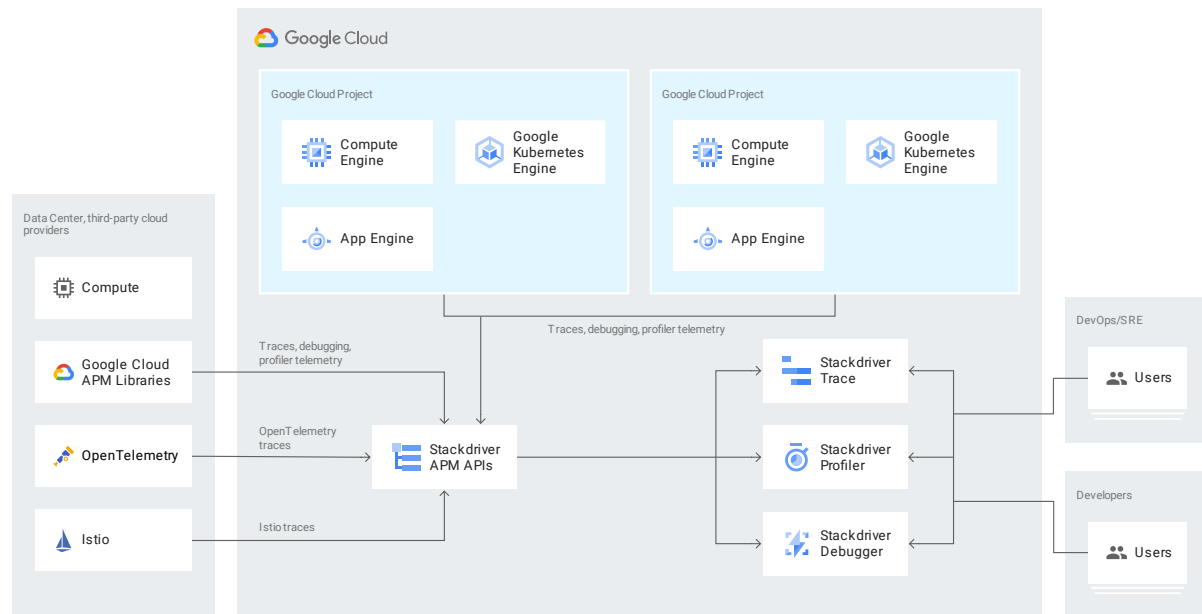 Google Cloud
Google Cloud Project
Compute
Engine
Google
Kubernetes
Engine
App Engine
Google Cloud Project
Compute
Engine
Google
Kubernetes
Engine
App Engine
Data Center, third-party cloud
providers
Compute
Google Cloud
APM Libraries
OpenTelemetry
Istio
Traces, debugging,
profiler telemetry
OpenTelemetry
traces
Istio traces
Traces, debugging, profiler telemetry
Stackdriver
APM APIs
Stackdriver
Trace
Stackdriver
Profiler
Stackdriver
Debugger
DevOps/SRE
Users
Developers
Users